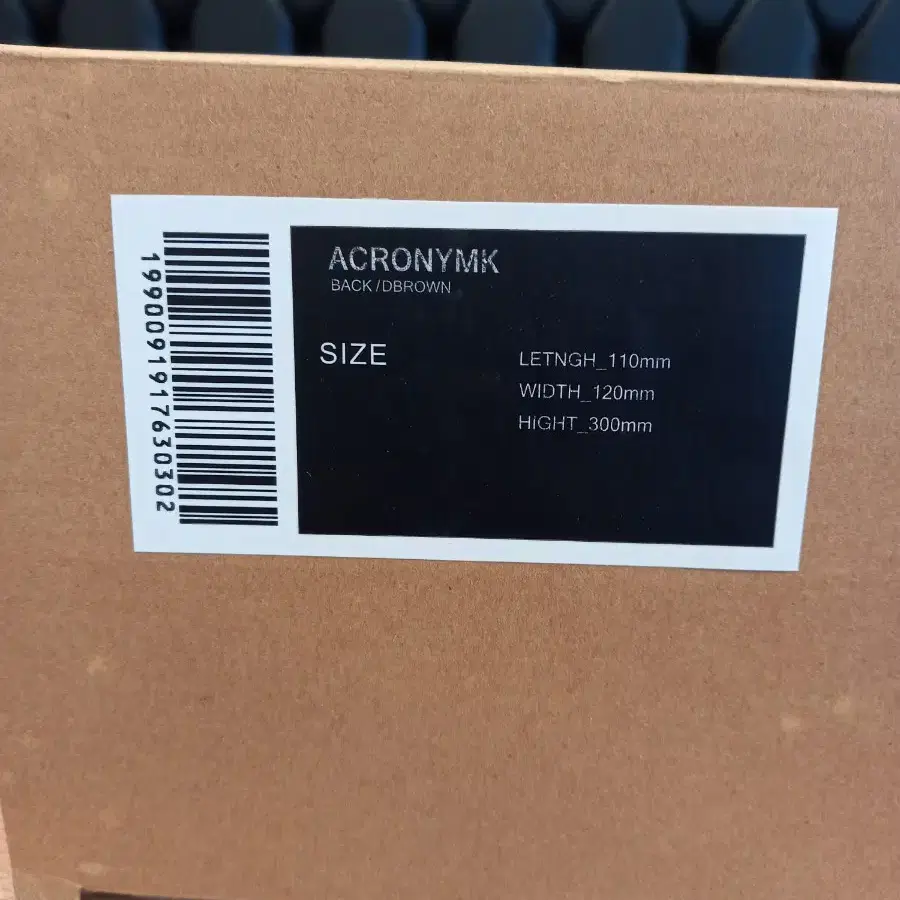 1990091917630302
ACRONYMK
BACK/DBROWN
SIZE
LETNGH_110mm
WIDTH_120mm
HIGHT_300mm